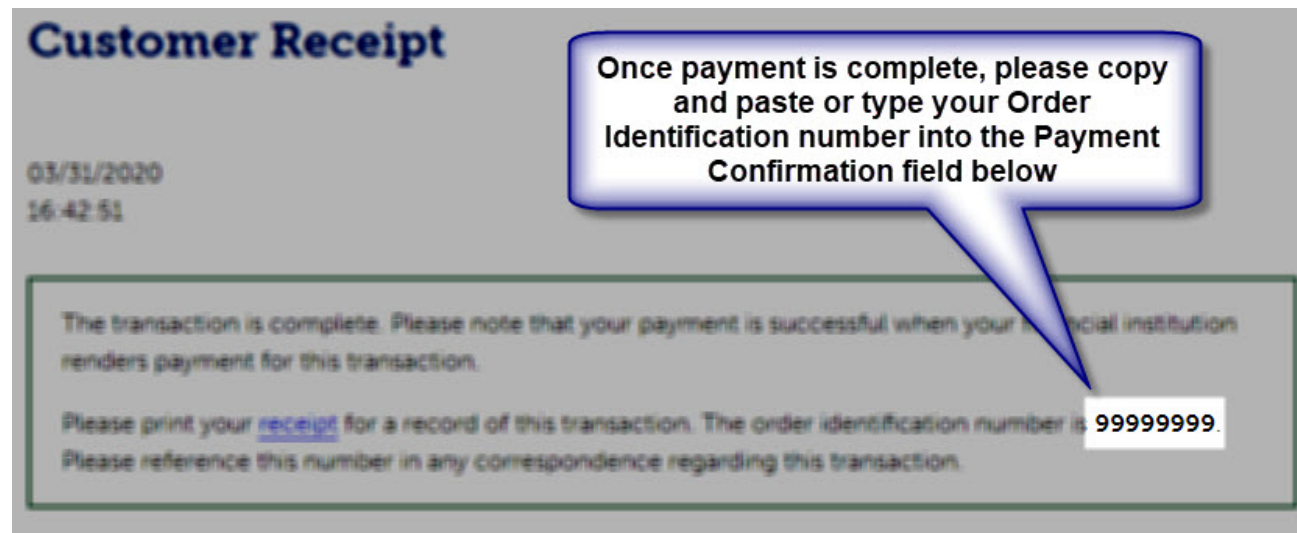 Customer Receipt
Once payment is complete, please copy
and paste or type your Order
Identification number into the Payment
Confirmation field below
03/31/2020
16:42:51
The transaction is complete. Please note that your payment is successful when your institution
renders payment for this transaction.
Please print your receipt for a record of this transaction. The order identification number is 99999999.
Please reference this number in any correspondence regarding this transaction.